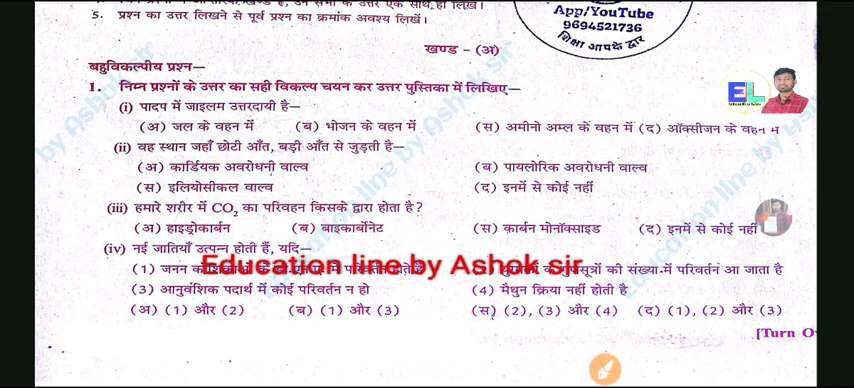 5. प्रश्न का उत्तर लिखने से पूर्व प्रश्न का क्रमांक अवश्य लिखें।
App/YouTube
9694521736
शिक्षा आपके द्वार
खण्ड - (अ)
बहुविकल्पीय प्रश्न–
1. निम्न प्रश्नों के उत्तर का सही विकल्प चयन कर उत्तर पुस्तिका में लिखिए–
EL
(i) पादप में जाइलम उत्तरदायी है–
(अ) जल के वहन में (ब) भोजन के वहन में (स) अमीनो अम्ल के वहन में (द) ऑक्सीजन के वहन में
(ii) वह स्थान जहाँ छोटी आँत, बड़ी आँत से जुड़ती है–
(अ) कार्डियक अवरोधनी वाल्व (ब) पायलोरिक अवरोधनी वाल्व
(स) इलियोसीकल वाल्व (द) इनमें से कोई नहीं
(iii) हमारे शरीर में CO₂ का परिवहन किसके द्वारा होता है?
(अ) हाइड्रोकार्बन (ब) बाइकार्बोनेट (स) कार्बन मोनॉक्साइड (द) इनमें से कोई नहीं
(iv) नई जातियाँ उत्पन्न होती हैं, यदि–
Education line by Ashok sir
(1) जनन में परिवर्तन होते हैं गुणसूत्रों की संख्या में परिवर्तन आ जाता है
(3) आनुवंशिक पदार्थ में कोई परिवर्तन न हो (4) मैथुन क्रिया नहीं होती है
(अ) (1) और (2) (ब) (1) और (3) (स) (2), (3) और (4) (द) (1), (2) और (3)
[Turn